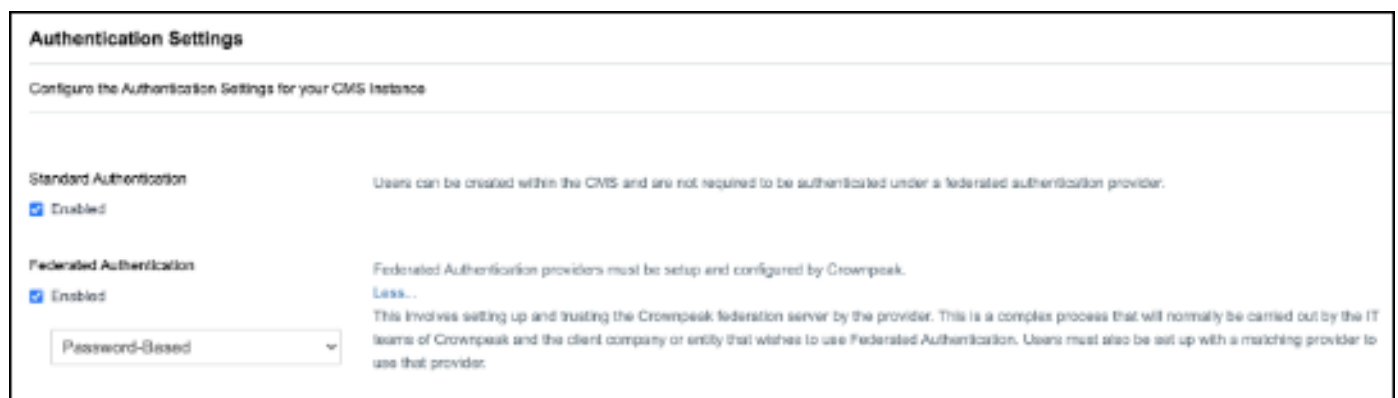 Authentication Settings
Configure the Authentication Settings for your CMS Instance
Standard Authentication
Users can be created within the CMS and are not required to be authenticated under a federated authentication provider.
Enabled
Federated Authentication
Federated Authentication providers must be setup and configured by Crownpeak.
Enabled
Less...
This involves setting up and trusting the Crownpeak federation server by the provider. This is a complex process that will normally be carried out by the IT
teams of Crownpeak and the client company or entity that wishes to use Federated Authentication. Users must also be set up with a matching provider to
use that provider.
Password-Based